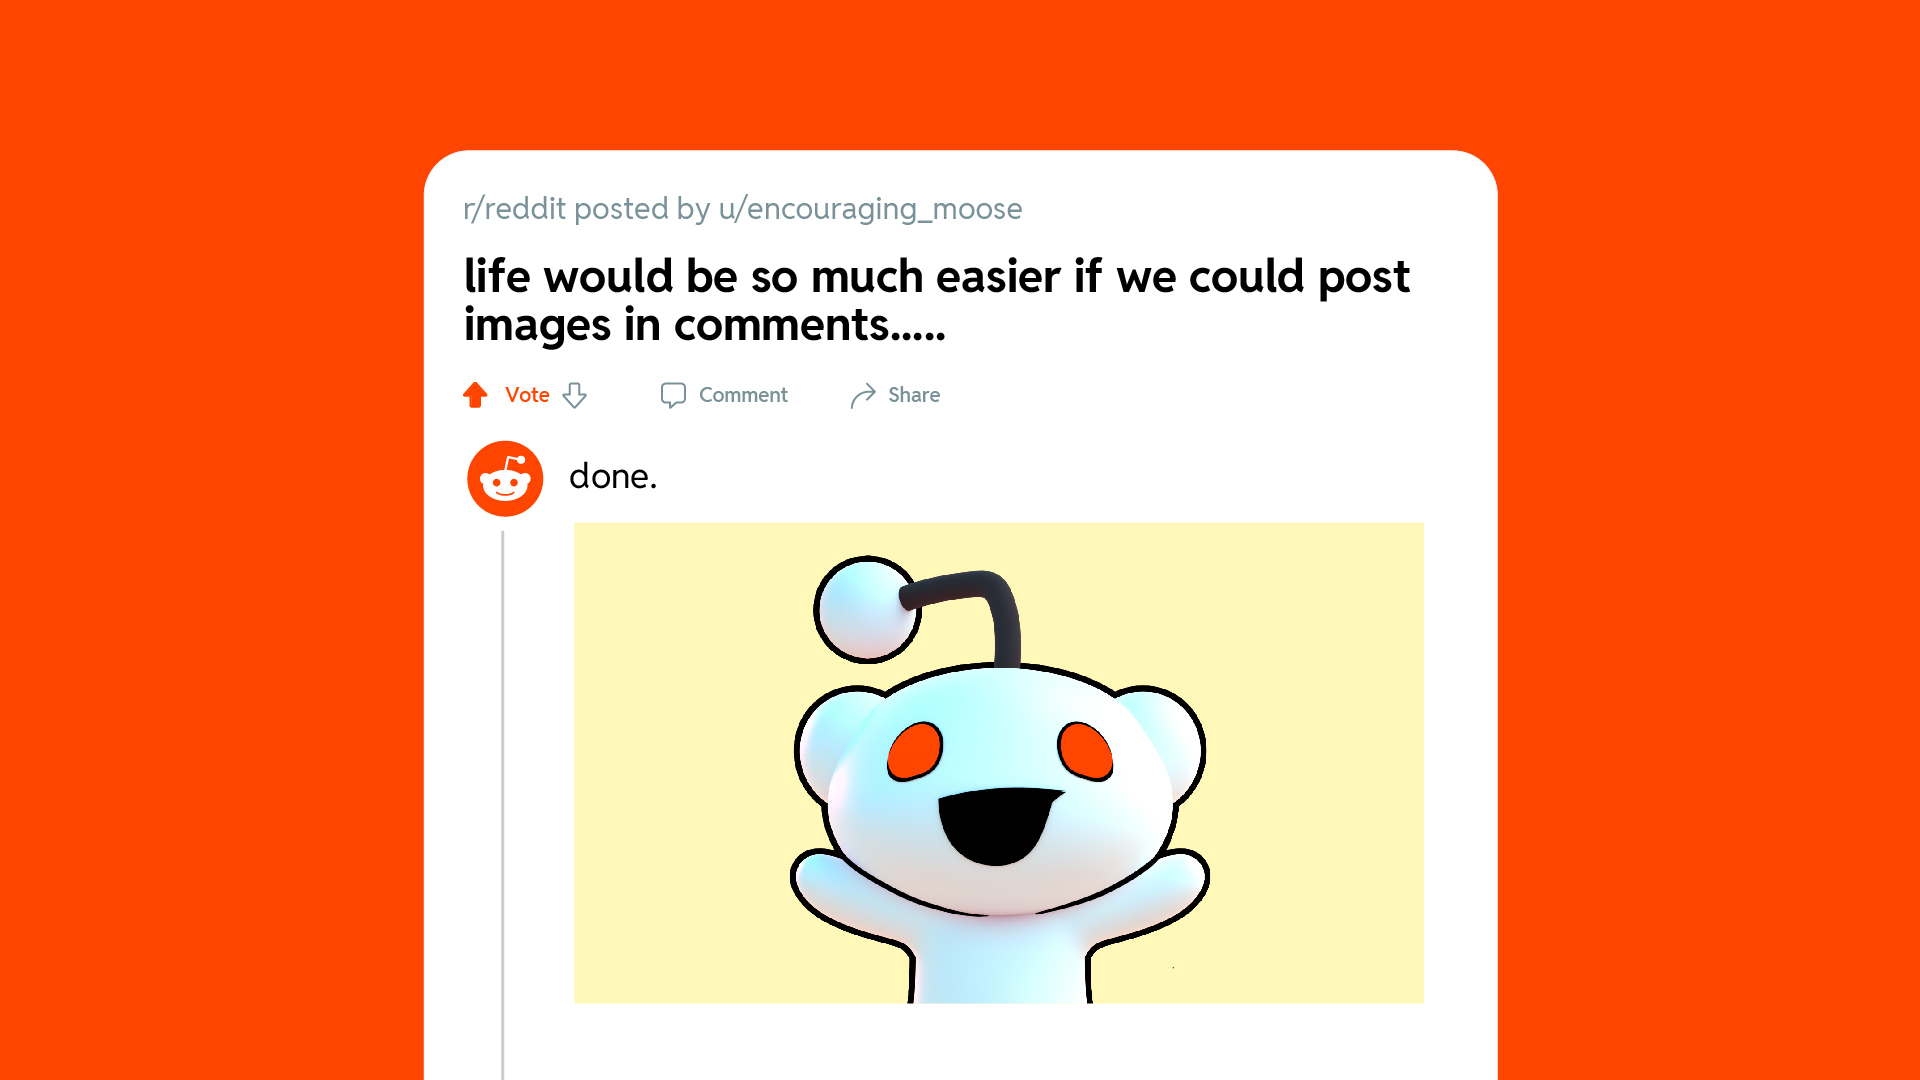 r/reddit posted by u/encouraging_moose
life would be so much easier if we could post
images in comments.....
Vote Comment Share
done.